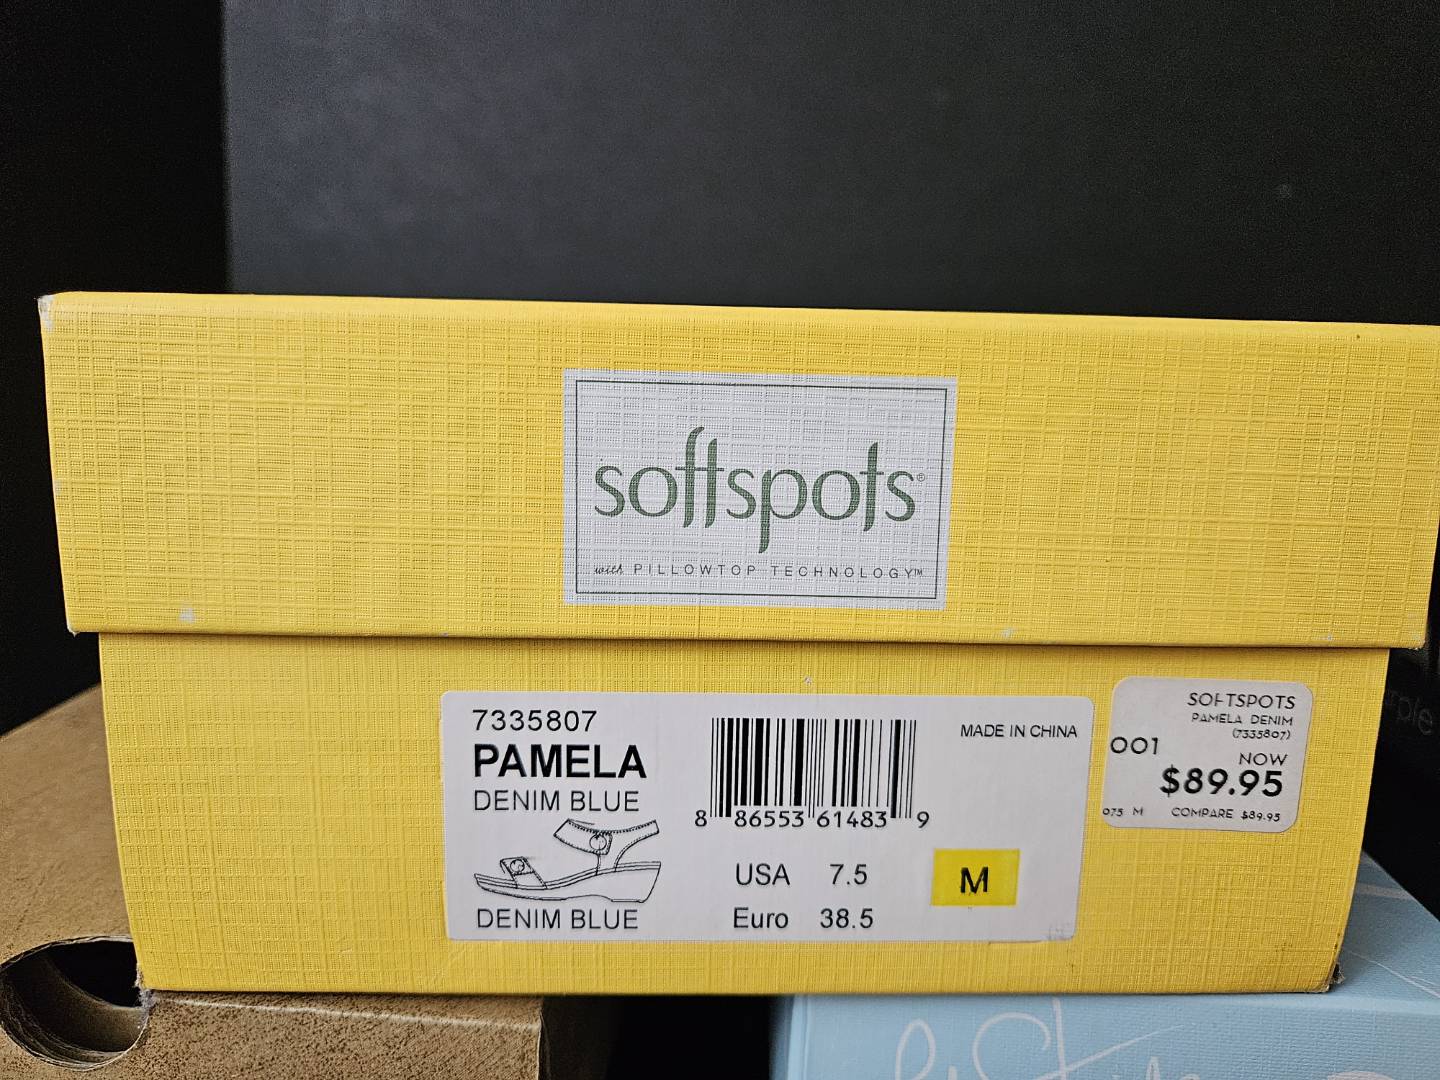 softspots®
with PILLOWTOP TECHNOLOGY™
7335807
PAMELA
DENIM BLUE
DENIM BLUE
8 86553 61483 9
USA 7.5
Euro 38.5
M
MADE IN CHINA
SOFTSPOTS
PAMELA DENIM
(7335807)
001
NOW
$89.95
075 M COMPARE $89.95
ple